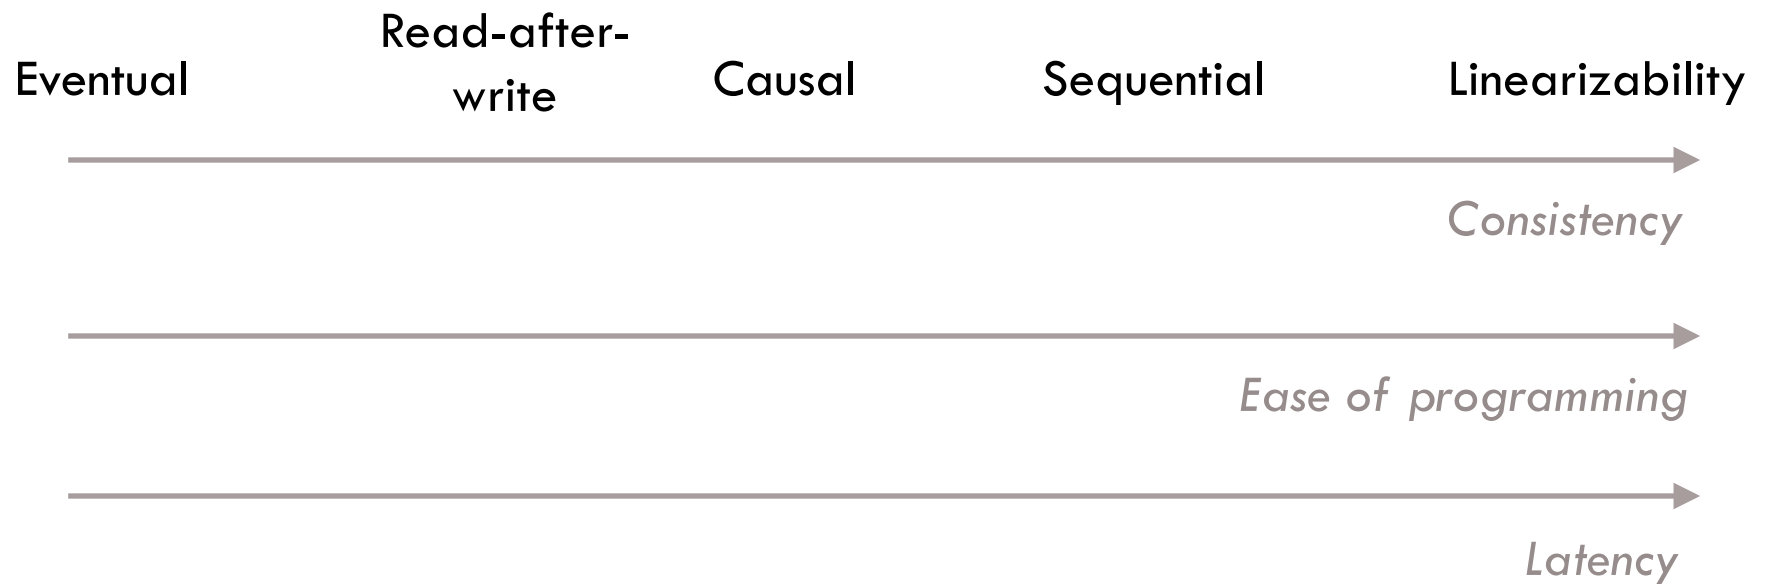 Eventual
Read-after-
write
Causal
Sequential
Linearizability
Consistency
Ease of programming
Latency